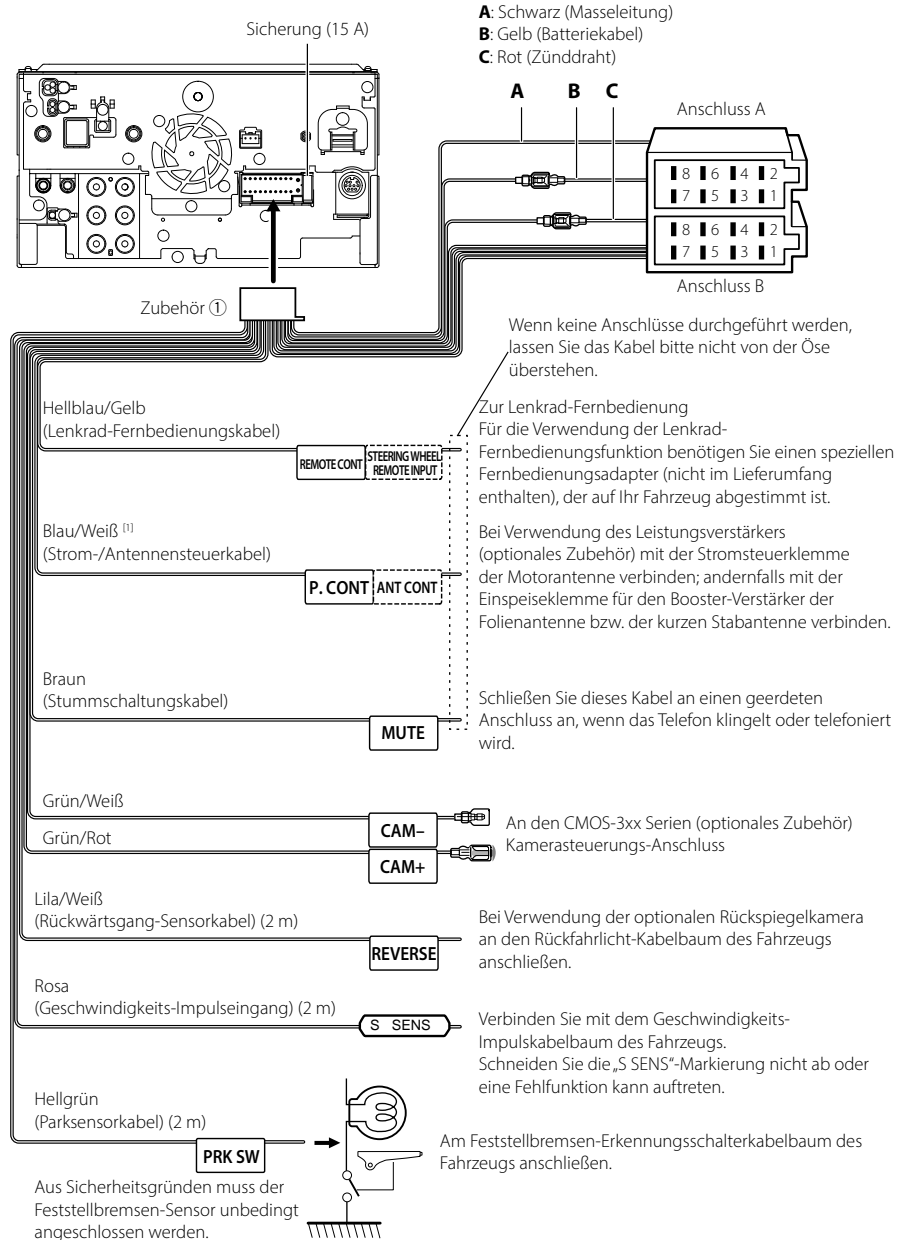 Sicherung (15 A)
A: Schwarz (Masseleitung)
B: Gelb (Batteriekabel)
C: Rot (Zünddraht)
A B C
Anschluss A
8 6 4 2
7 5 3 1
8 6 4 2
7 5 3 1
Anschluss B
Zubehör ①
Wenn keine Anschlüsse durchgeführt werden,
lassen Sie das Kabel bitte nicht von der Öse
überstehen.
Hellblau/Gelb
(Lenkrad-Fernbedienungskabel)
REMOTE CONT
STEERING WHEEL
REMOTE INPUT
Zur Lenkrad-Fernbedienung
Für die Verwendung der Lenkrad-
Fernbedienungsfunktion benötigen Sie einen speziellen
Fernbedienungsadapter (nicht im Lieferumfang
enthalten), der auf Ihr Fahrzeug abgestimmt ist.
Blau/Weiß [1]
(Strom-/Antennensteuerkabel)
P. CONT
ANT CONT
Bei Verwendung des Leistungsverstärkers
(optionales Zubehör) mit der Stromsteuerklemme
der Motorantenne verbinden; andernfalls mit der
Einspeiseklemme für den Booster-Verstärker der
Folienantenne bzw. der kurzen Stabantenne verbinden.
Braun
(Stummschaltungskabel)
MUTE
Schließen Sie dieses Kabel an einen geerdeten
Anschluss an, wenn das Telefon klingelt oder telefoniert
wird.
Grün/Weiß
CAM–
Grün/Rot
CAM+
An den CMOS-3xx Serien (optionales Zubehör)
Kamerasteuerungs-Anschluss
Lila/Weiß
(Rückwärtsgang-Sensorkabel) (2 m)
REVERSE
Bei Verwendung der optionalen Rückspiegelkamera
an den Rückfahrlicht-Kabelbaum des Fahrzeugs
anschließen.
Rosa
(Geschwindigkeits-Impulseingang) (2 m)
S SENS
Verbinden Sie mit dem Geschwindigkeits-
Impulskabelbaum des Fahrzeugs.
Schneiden Sie die „S SENS“-Markierung nicht ab oder
eine Fehlfunktion kann auftreten.
Hellgrün
(Parksensorkabel) (2 m)
PRK SW
Am Feststellbremsen-Erkennungsschalterkabelbaum des
Fahrzeugs anschließen.
Aus Sicherheitsgründen muss der
Feststellbremsen-Sensor unbedingt
angeschlossen werden.